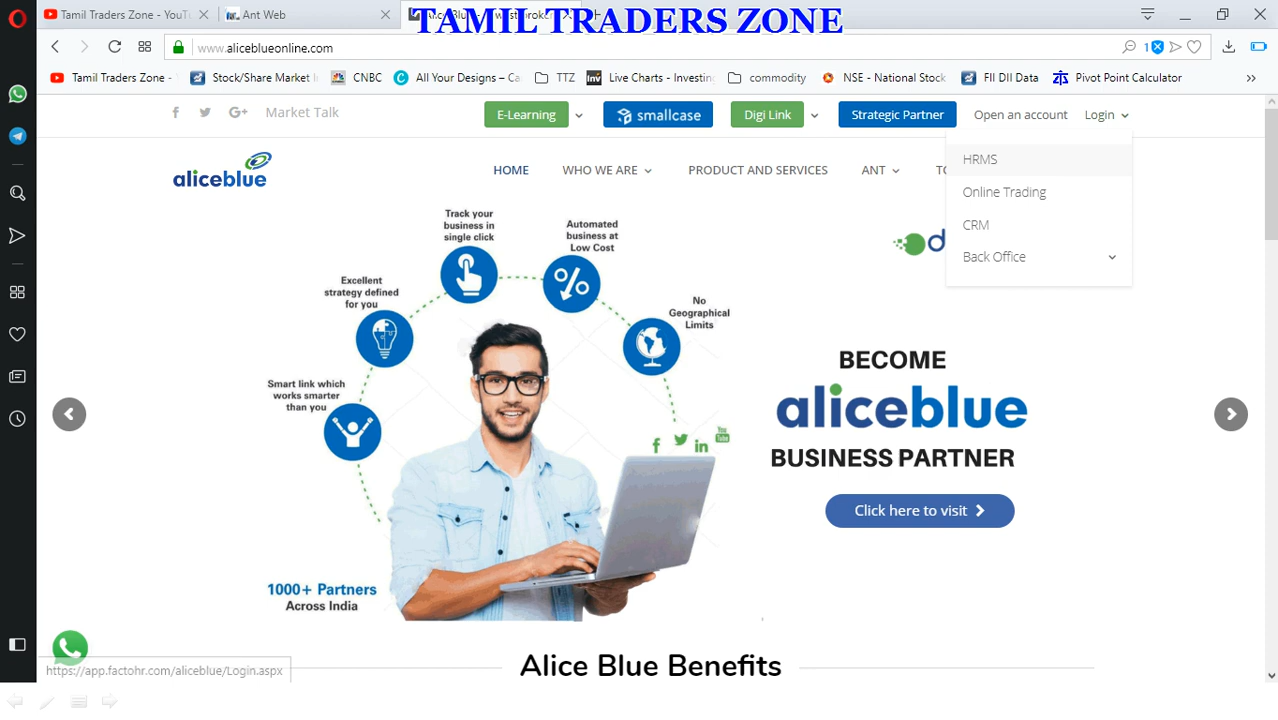 TAMIL TRADERS ZONE
Tamil Traders Zone - YouT
Ant Web
www.aliceblueonline.com
1
Tamil Traders Zone -
Stock/Share Market I
CNBC
All Your Designs – Ca
TTZ
Live Charts - Investin
commodity
NSE - National Stock
FII DII Data
Pivot Point Calculator
Market Talk
E-Learning
smallcase
Digi Link
Strategic Partner
Open an account
Login
aliceblue
HOME
WHO WE ARE
PRODUCT AND SERVICES
ANT
TO
HRMS
Online Trading
CRM
Back Office
Track your
business in
single click
Automated
business at
Low Cost
Excellent
strategy defined
for you
No
Geographical
Limits
Smart link which
works smarter
than you
You
Tube
BECOME
aliceblue
BUSINESS PARTNER
Click here to visit
1000+ Partners
Across India
Alice Blue Benefits
https://app.factohr.com/aliceblue/Login.aspx